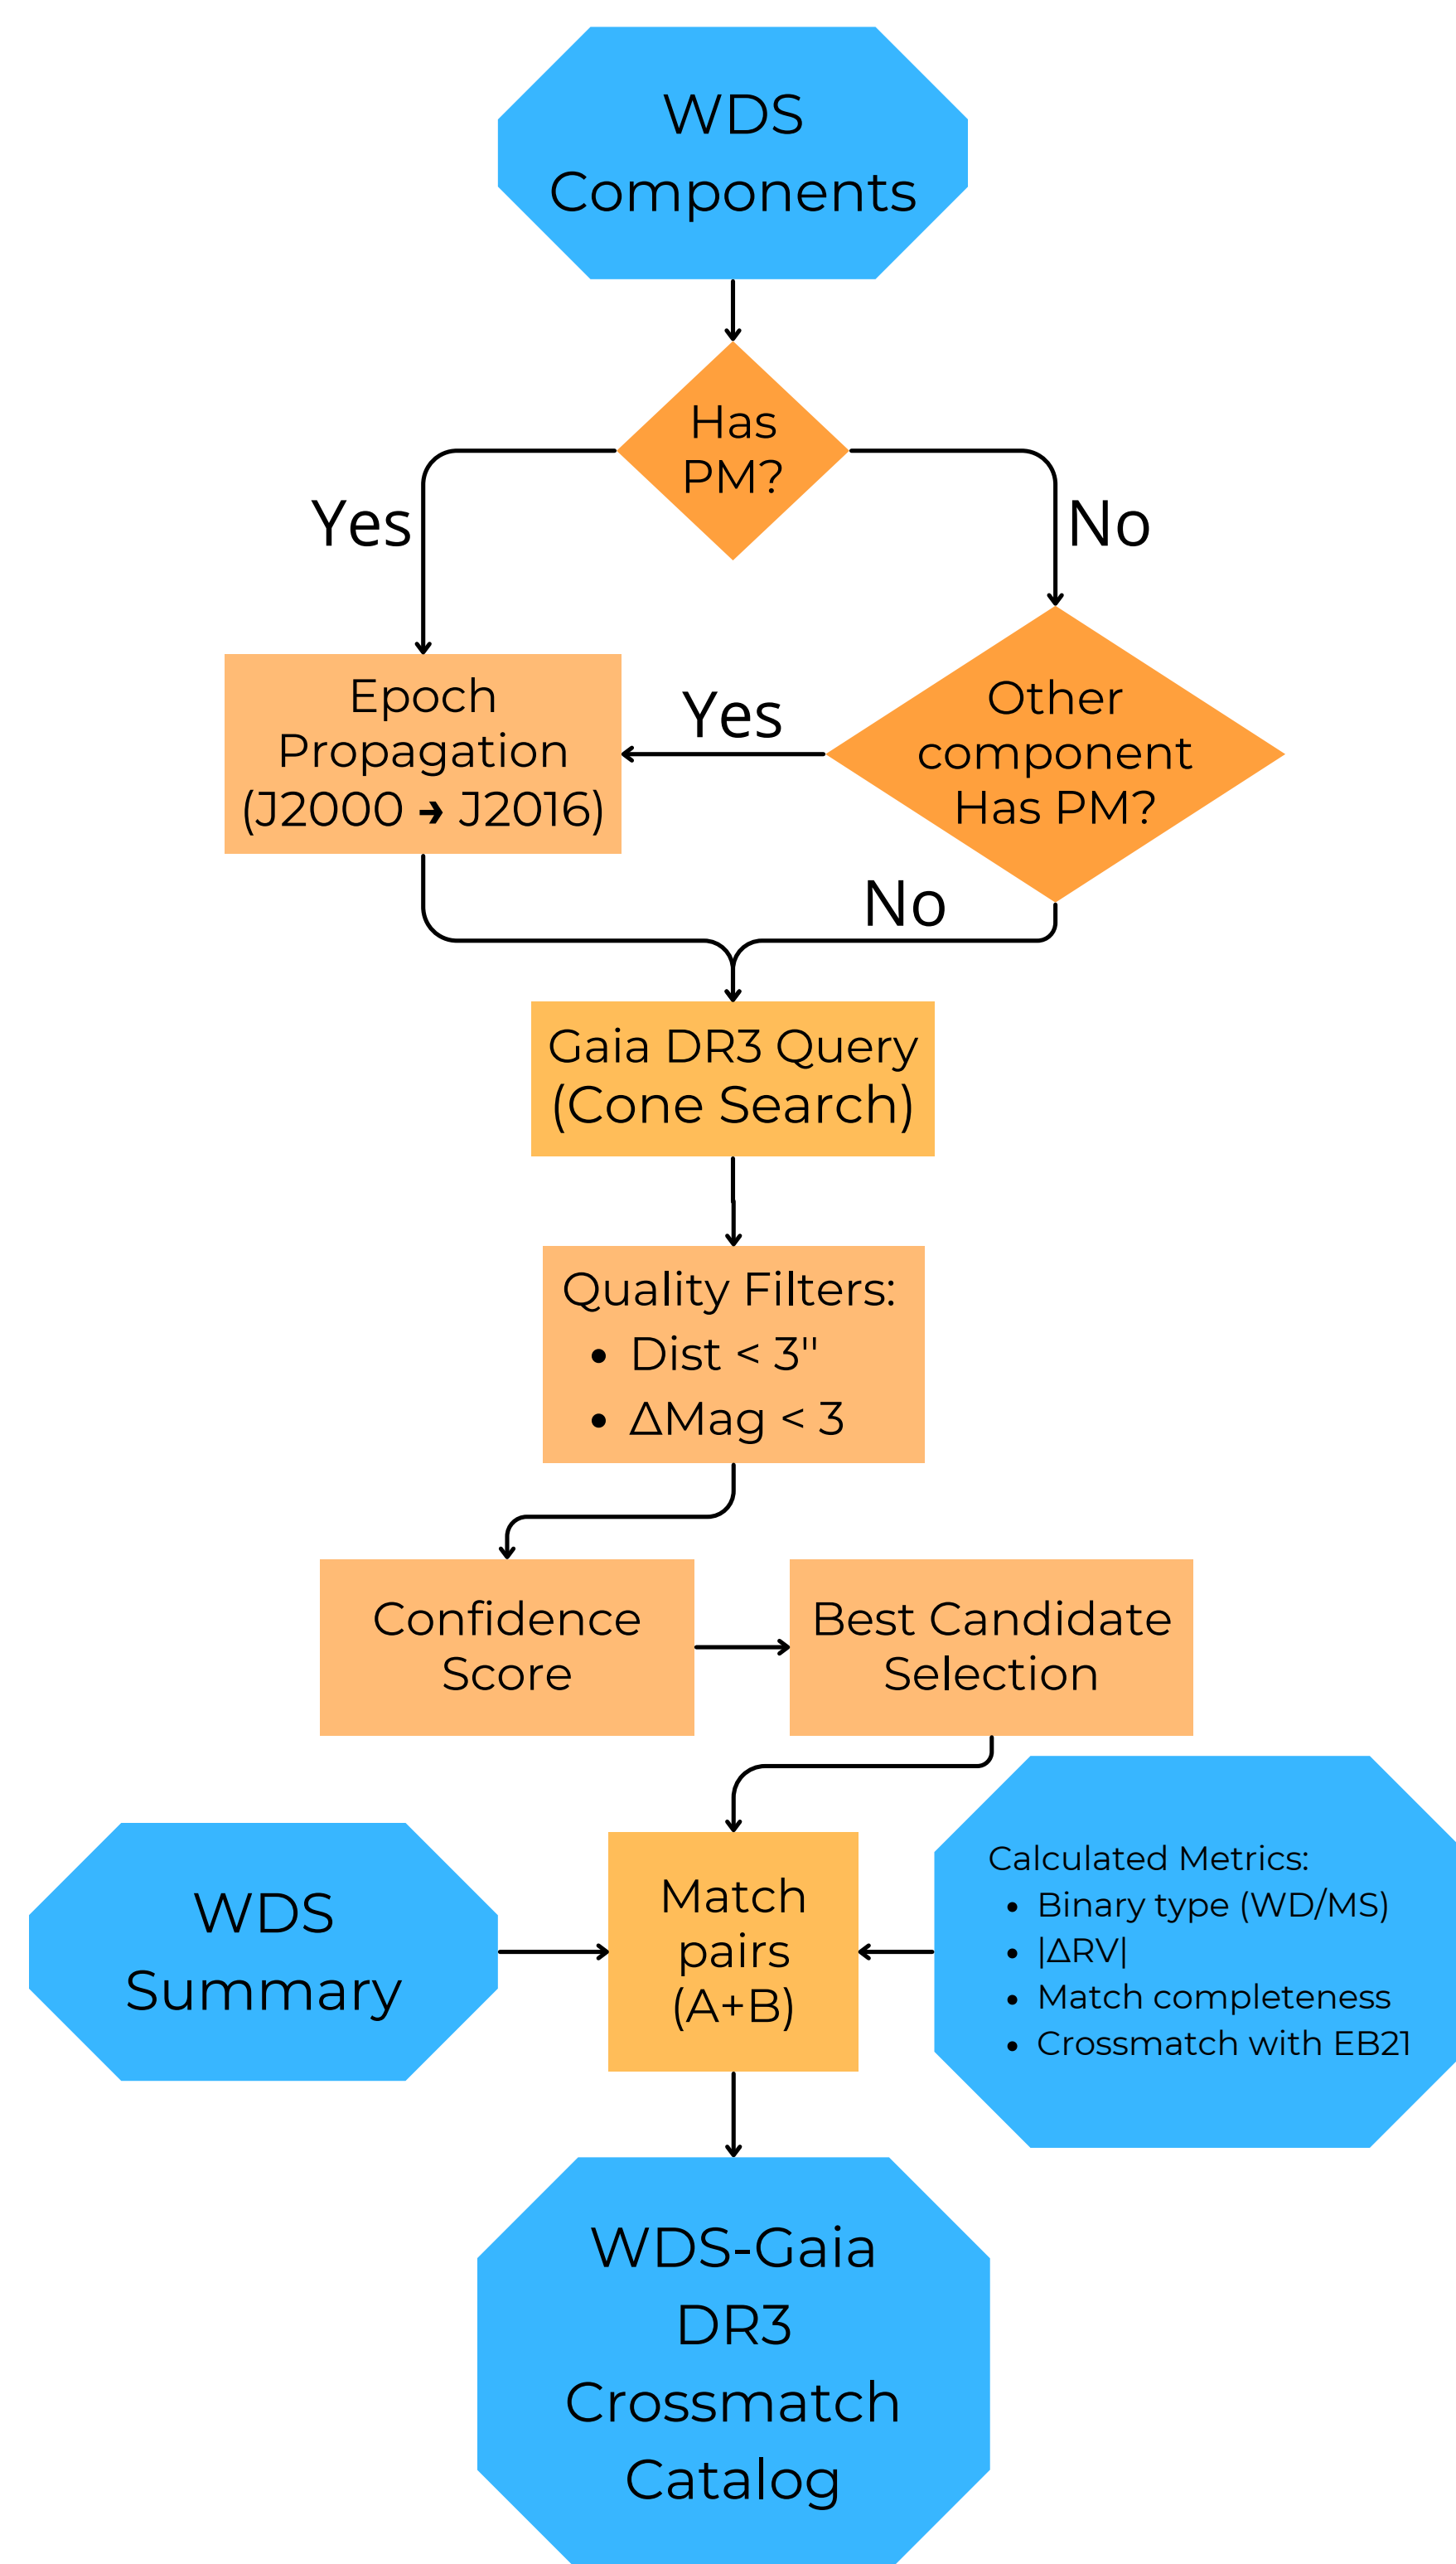 WDS
Components
Has
PM?
Yes
No
Epoch
Propagation
(J2000 → J2016)
Yes
Other
component
Has PM?
No
Gaia DR3 Query
(Cone Search)
Quality Filters:
• Dist < 3"
• ΔMag < 3
Confidence
Score
Best Candidate
Selection
WDS
Summary
Match
pairs
(A+B)
Calculated Metrics:
• Binary type (WD/MS)
• |ΔRV|
• Match completeness
• Crossmatch with EB21
WDS-Gaia
DR3
Crossmatch
Catalog